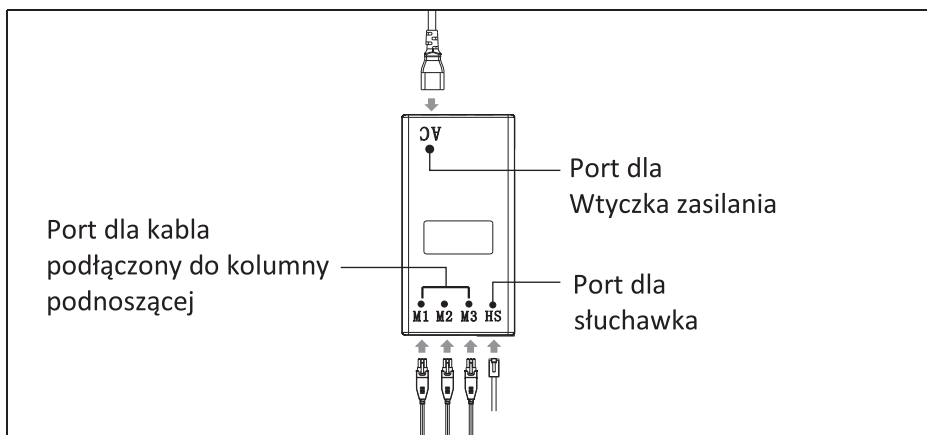 AC
Port dla
Wtyczka zasilania
Port dla kabla
podłączony do kolumny
podnoszącej
Port dla
słuchawka
M1 M2 M3 HS